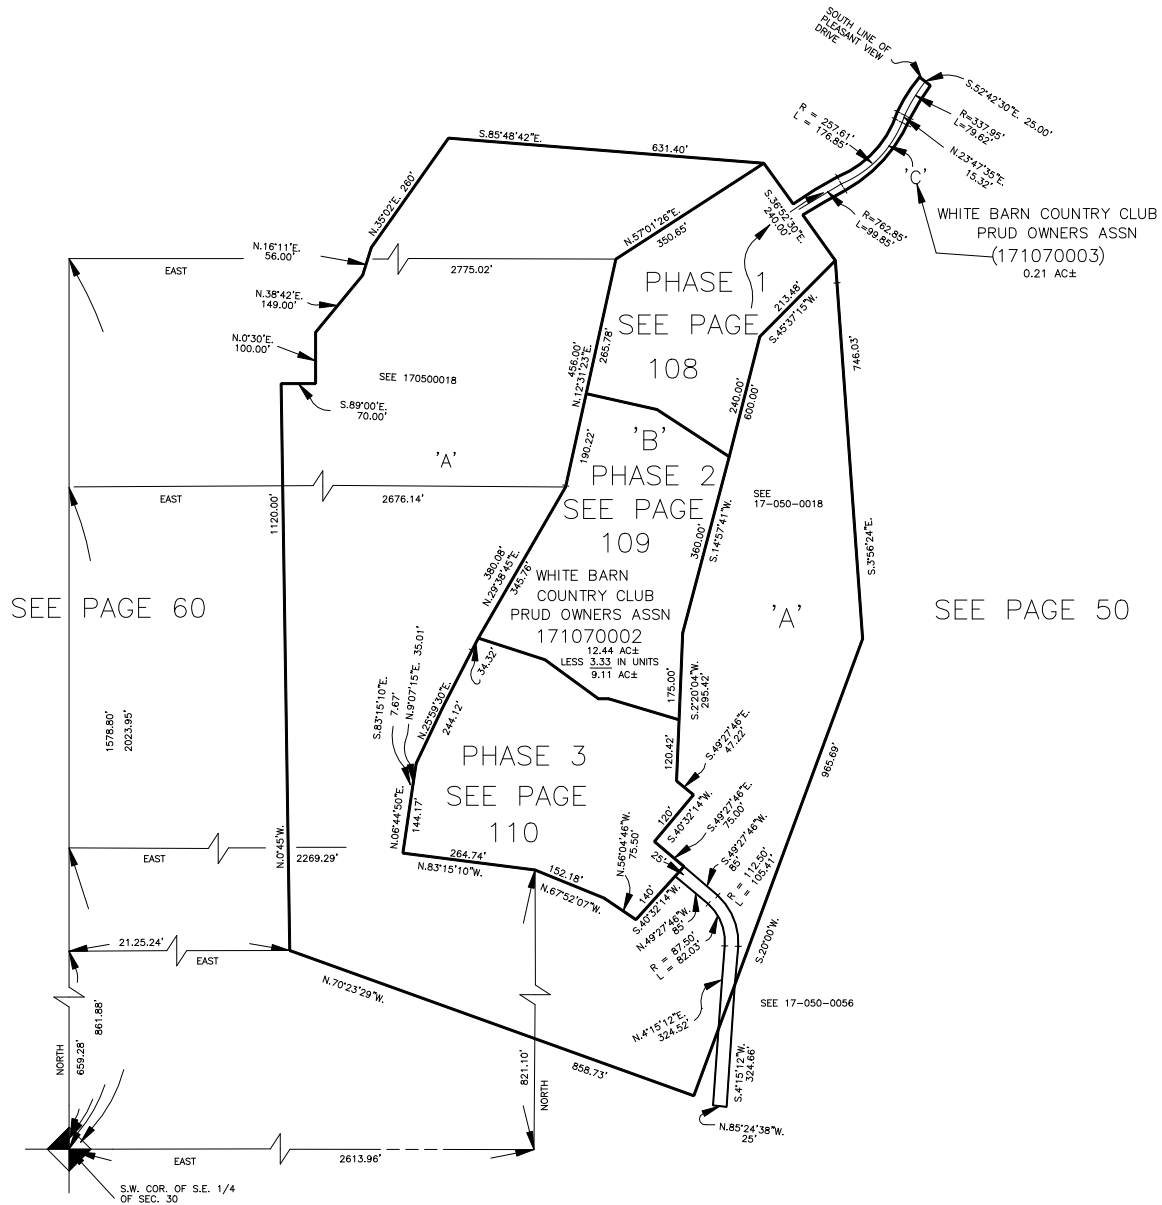 SOUTH LINE OF
PLEASANT VIEW
DRIVE
S.52°42'30"E. 25.00'
R = 257.61'
L = 176.85'
R=337.95'
L=79.62'
N.23°47'35"E.
15.32'
'C'
R=762.85'
L=99.85'
WHITE BARN COUNTRY CLUB
PRUD OWNERS ASSN
(171070003)
0.21 AC±
S.85°48'42"E.
631.40'
S.36°52'30"E.
240.00'
N.35°02'E. 260'
N.57°01'26"E.
350.65'
N.16°11'E.
56.00'
EAST
2775.02'
N.38°42'E.
149.00'
N.0°30'E.
100.00'
SEE 170500018
S.89°00'E.
70.00'
PHASE 1
SEE PAGE
108
213.48'
S.45°37'15"W.
746.03'
456.00'
N.12°31'23"E.
265.78'
240.00'
600.00'
190.22'
'A'
'B'
PHASE 2
SEE PAGE
109
EAST
2676.14'
SEE
17-050-0018
1120.00'
360.00'
S.14°57'41"W.
S.3°56'24"E.
380.08'
N.29°38'45"E.
345.76'
WHITE BARN
COUNTRY CLUB
PRUD OWNERS ASSN
171070002
12.44 AC±
LESS 3.33 IN UNITS
9.11 AC±
SEE PAGE 60
'A'
SEE PAGE 50
34.32'
175.00'
S.2°20'04"W.
295.42'
S.83°15'10"E.
7.67'
N.9°07'15"E. 35.01'
N.25°59'30"E.
244.12'
1578.80'
2023.95'
PHASE 3
SEE PAGE
110
120.42'
S.49°27'46"E.
47.22'
965.69'
N.06°44'50"E.
144.17'
120'
S.40°32'14"W.
S.49°27'46"E.
75.00'
S.49°27'46"W.
85'
R = 112.50'
L = 105.41'
N.56°04'46"W.
75.50'
25'
N.0°45'W.
EAST
2269.29'
264.74'
N.83°15'10"W.
152.18'
N.67°52'07"W.
140'
S.40°32'14"W.
N.49°27'46"W.
85'
R = 87.50'
L = 82.03'
S.20°00'W.
21.25.24'
EAST
N.70°23'29"W.
858.73'
SEE 17-050-0056
N.4°15'12"E.
324.52'
S.4°15'12"W.
324.66'
NORTH
659.28'
861.88'
821.10'
NORTH
N.85°24'38"W.
25'
EAST
2613.96'
S.W. COR. OF S.E. 1/4
OF SEC. 30